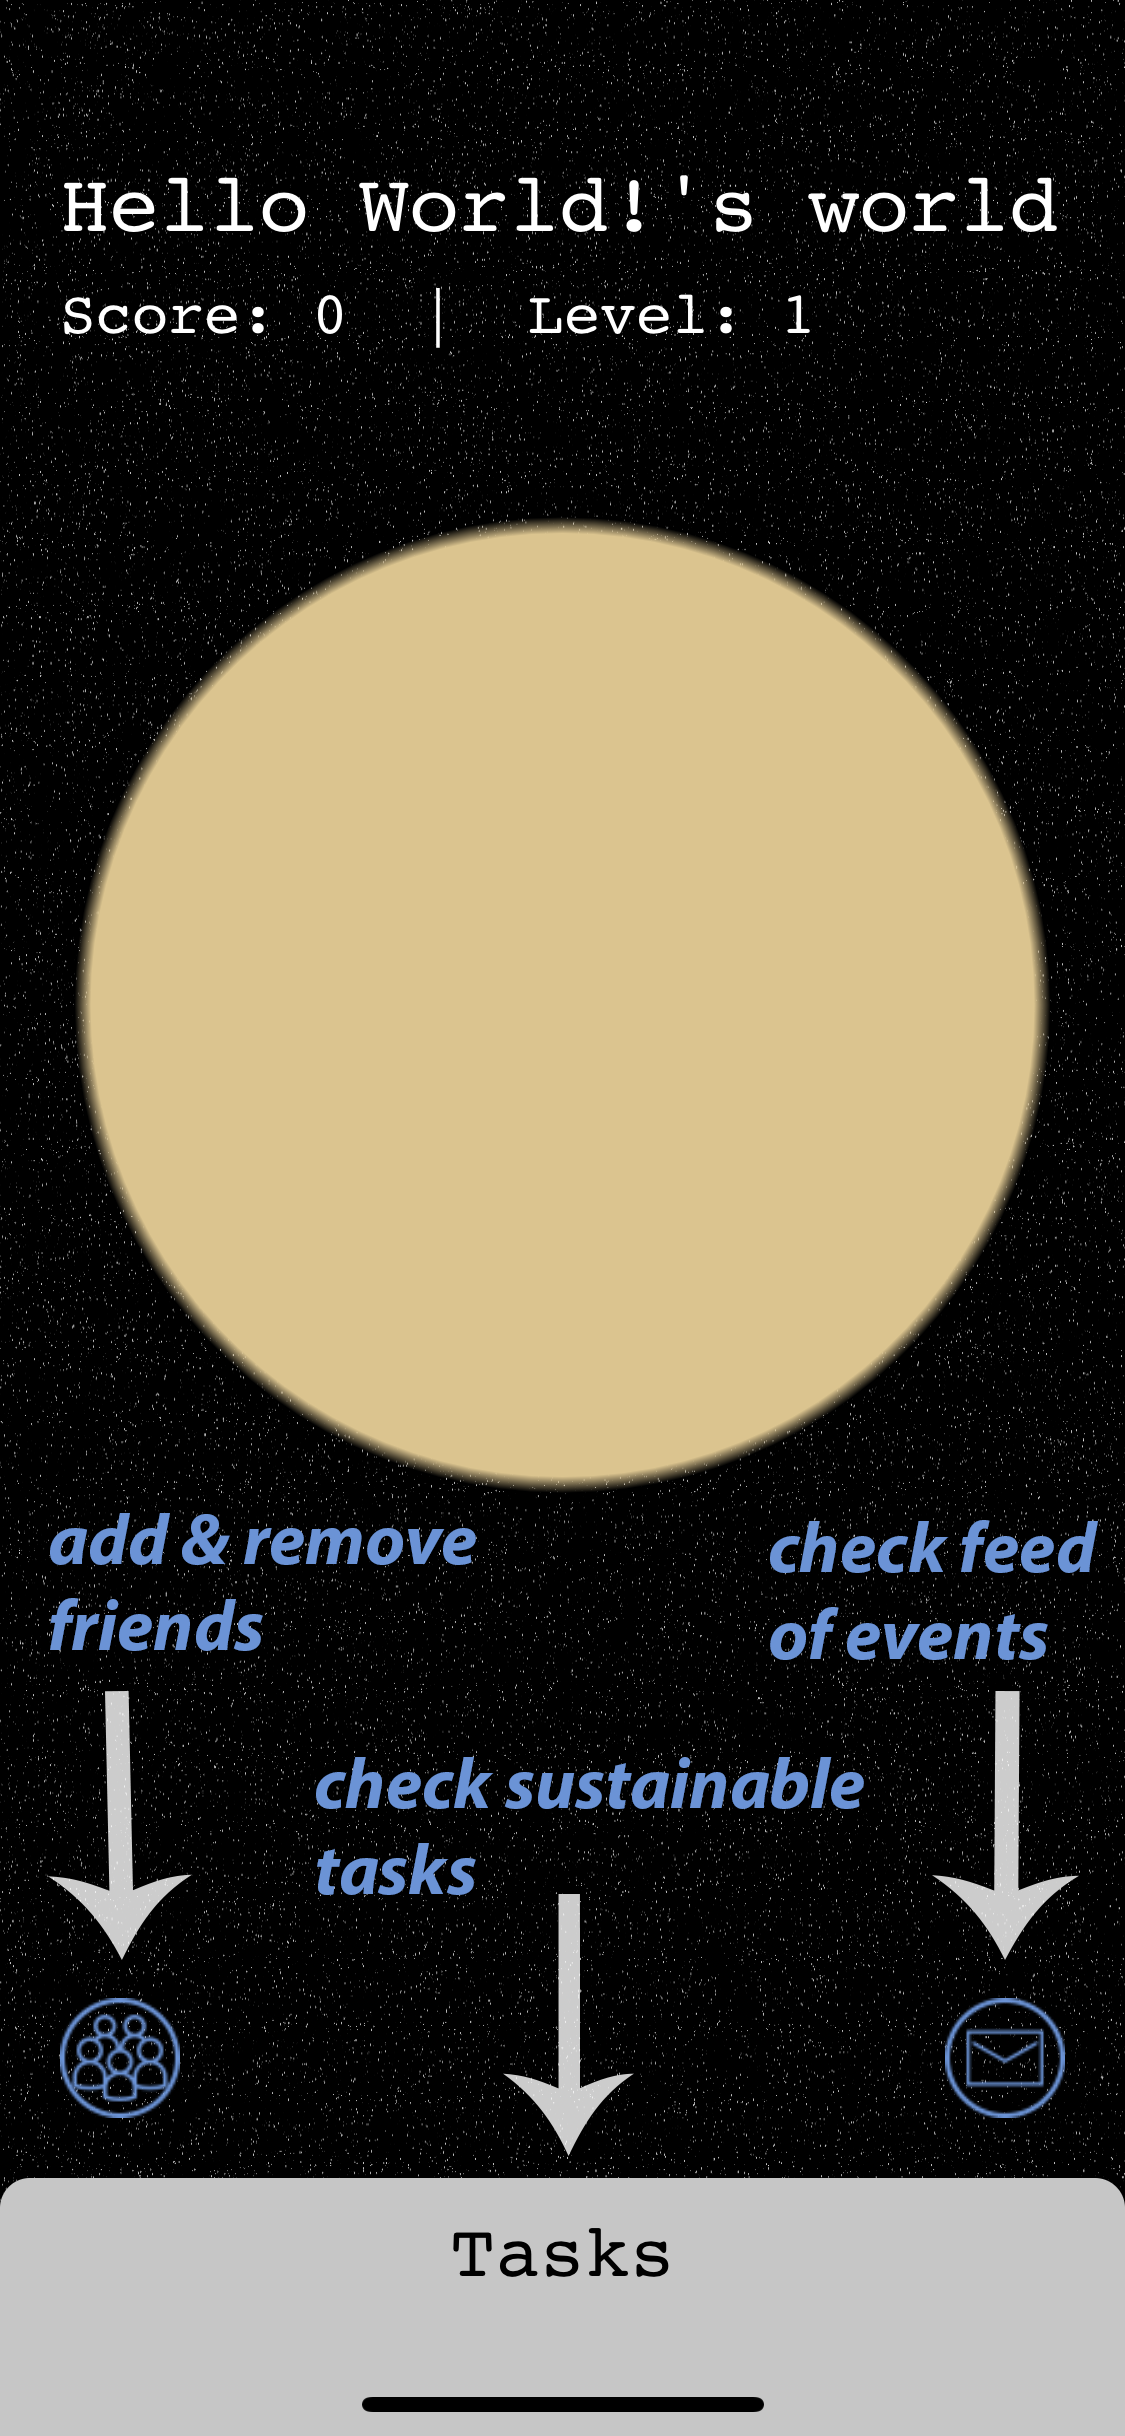 Hello World!'s world
Score: 0 | Level: 1
add & remove
friends
check feed
of events
check sustainable
tasks
Tasks